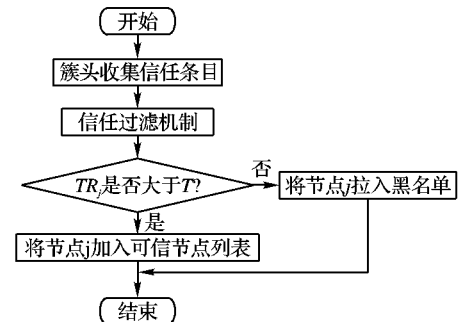 开始
簇头收集信任条目
信任过滤机制
TRj是否大于T?
否
将节点j拉入黑名单
是
将节点j加入可信节点列表
结束